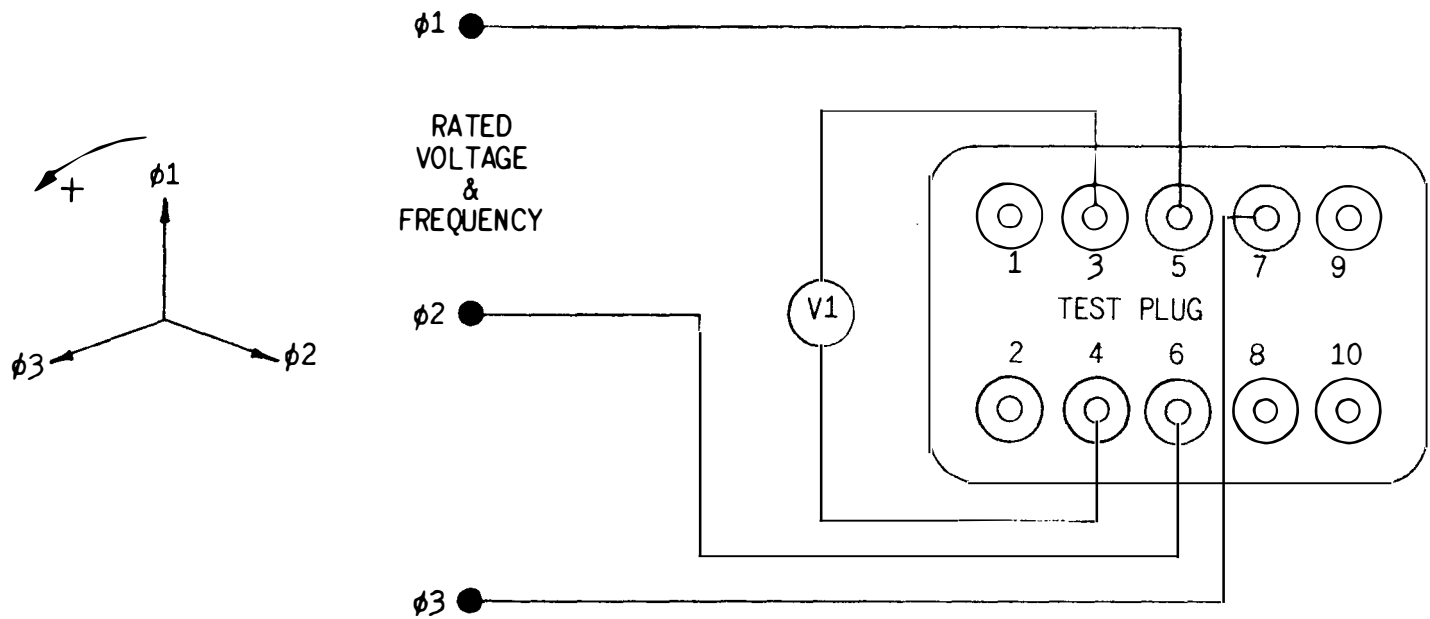 φ1
RATED
VOLTAGE
&
FREQUENCY
+
φ1
φ3
φ2
φ2
V1
1 3 5 7 9
TEST PLUG
2 4 6 8 10
φ3